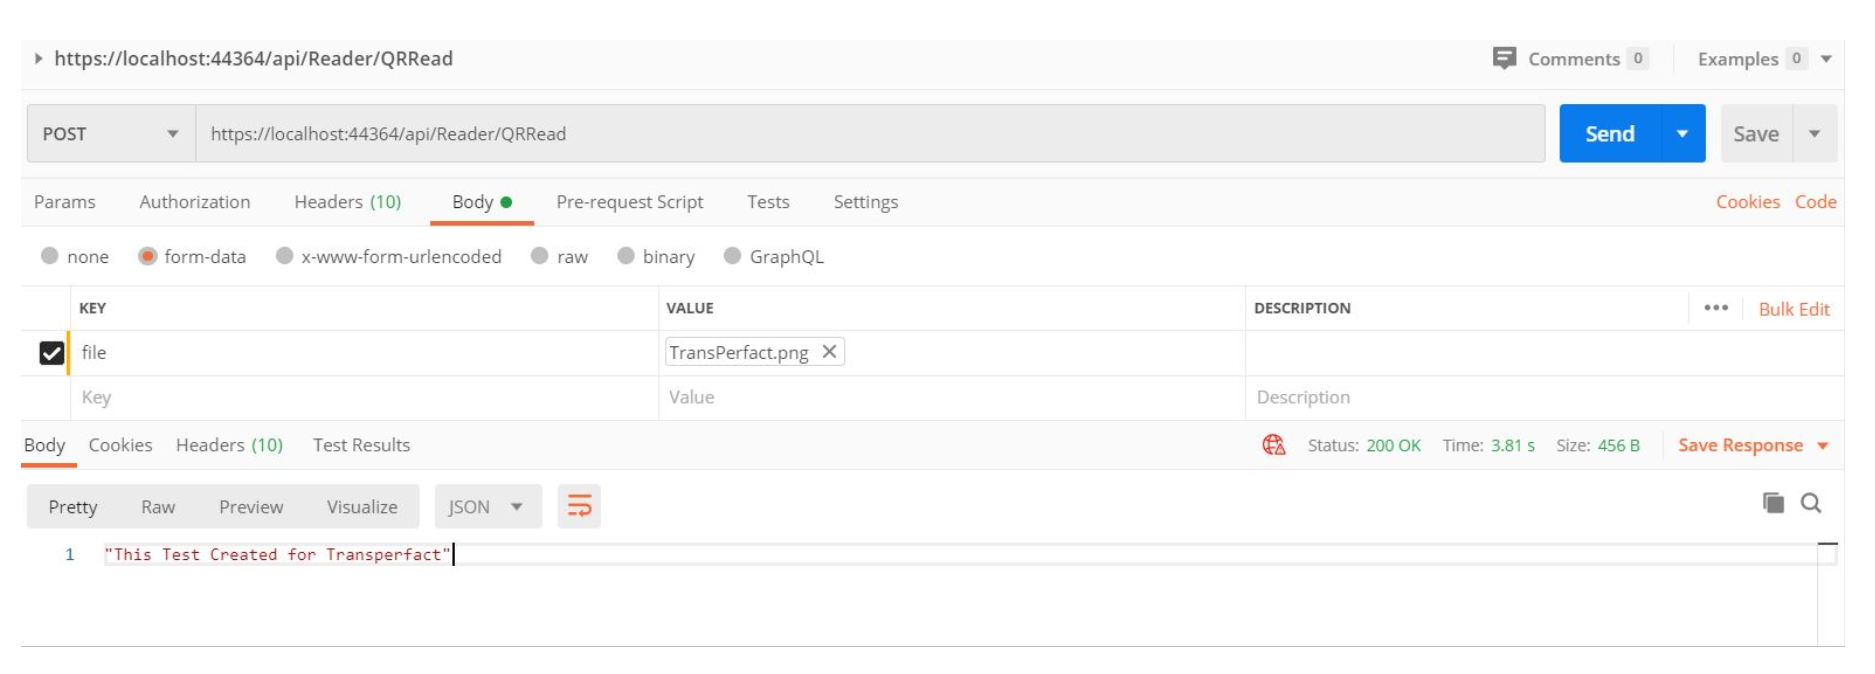 https://localhost:44364/api/Reader/QRRead Comments 0 Examples 0
POST https://localhost:44364/api/Reader/QRRead Send Save
Params Authorization Headers (10) Body Pre-request Script Tests Settings Cookies Code
none form-data x-www-form-urlencoded raw binary GraphQL
KEY VALUE DESCRIPTION ••• Bulk Edit
file TransPerfact.png
Key Value Description
Body Cookies Headers (10) Test Results Status: 200 OK Time: 3.81 s Size: 456 B Save Response
Pretty Raw Preview Visualize JSON
1 "This Test Created for Transperfact"